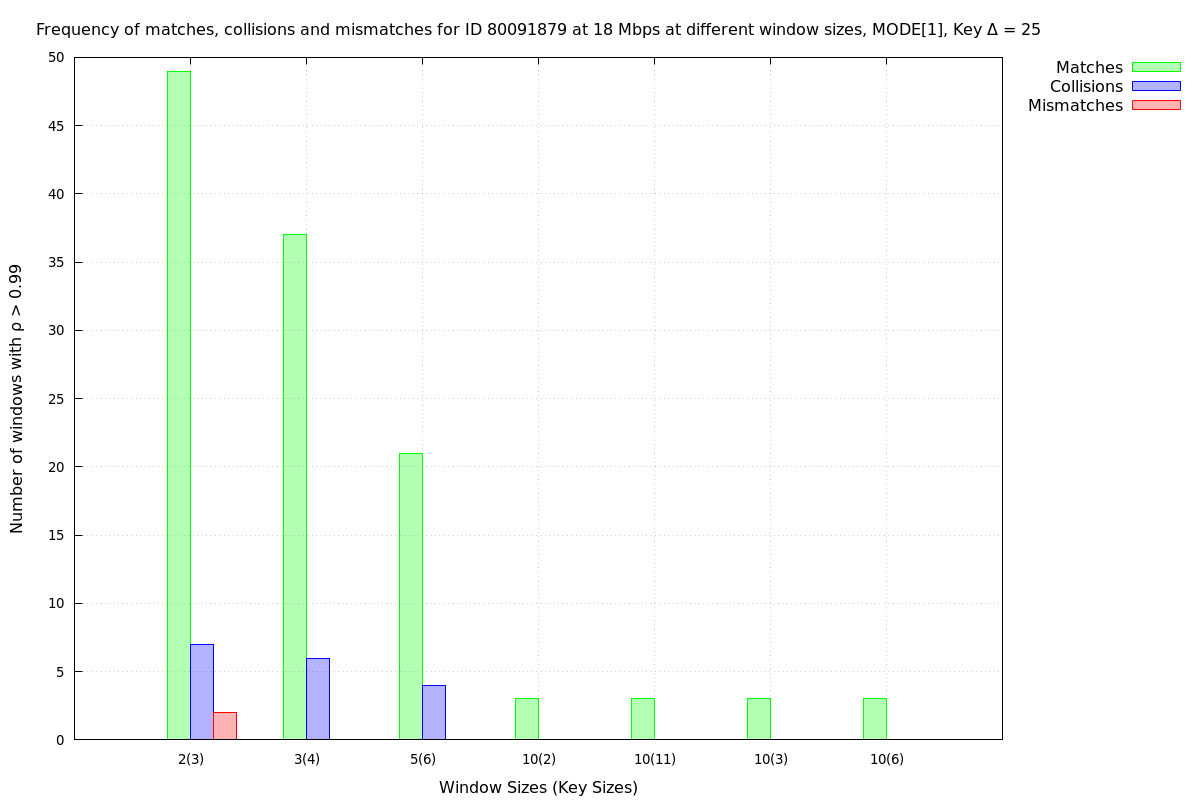 Frequency of matches, collisions and mismatches for ID 80091879 at 18 Mbps at different window sizes, MODE[1], Key Δ = 25
Matches
Collisions
Mismatches
Number of windows with ρ > 0.99
50
45
40
35
30
25
20
15
10
5
0
2(3) 3(4) 5(6) 10(2) 10(11) 10(3) 10(6)
Window Sizes (Key Sizes)